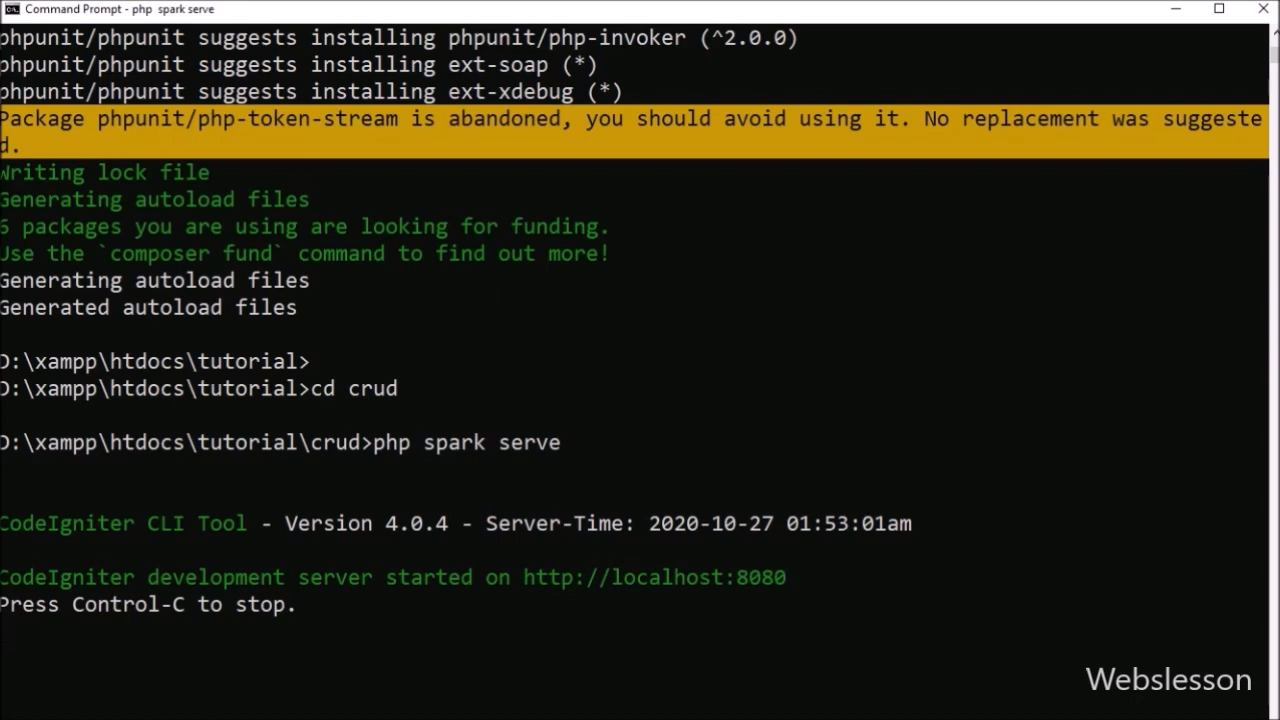 Command Prompt - php  spark serve
phpunit/phpunit suggests installing phpunit/php-invoker (^2.0.0)
phpunit/phpunit suggests installing ext-soap (*)
phpunit/phpunit suggests installing ext-xdebug (*)
Package phpunit/php-token-stream is abandoned, you should avoid using it. No replacement was suggeste
d.
Writing lock file
Generating autoload files
6 packages you are using are looking for funding.
Use the `composer fund` command to find out more!
Generating autoload files
Generated autoload files
D:\xampp\htdocs\tutorial>
D:\xampp\htdocs\tutorial>cd crud
D:\xampp\htdocs\tutorial\crud>php spark serve
CodeIgniter CLI Tool - Version 4.0.4 - Server-Time: 2020-10-27 01:53:01am
CodeIgniter development server started on http://localhost:8080
Press Control-C to stop.
Webslesson